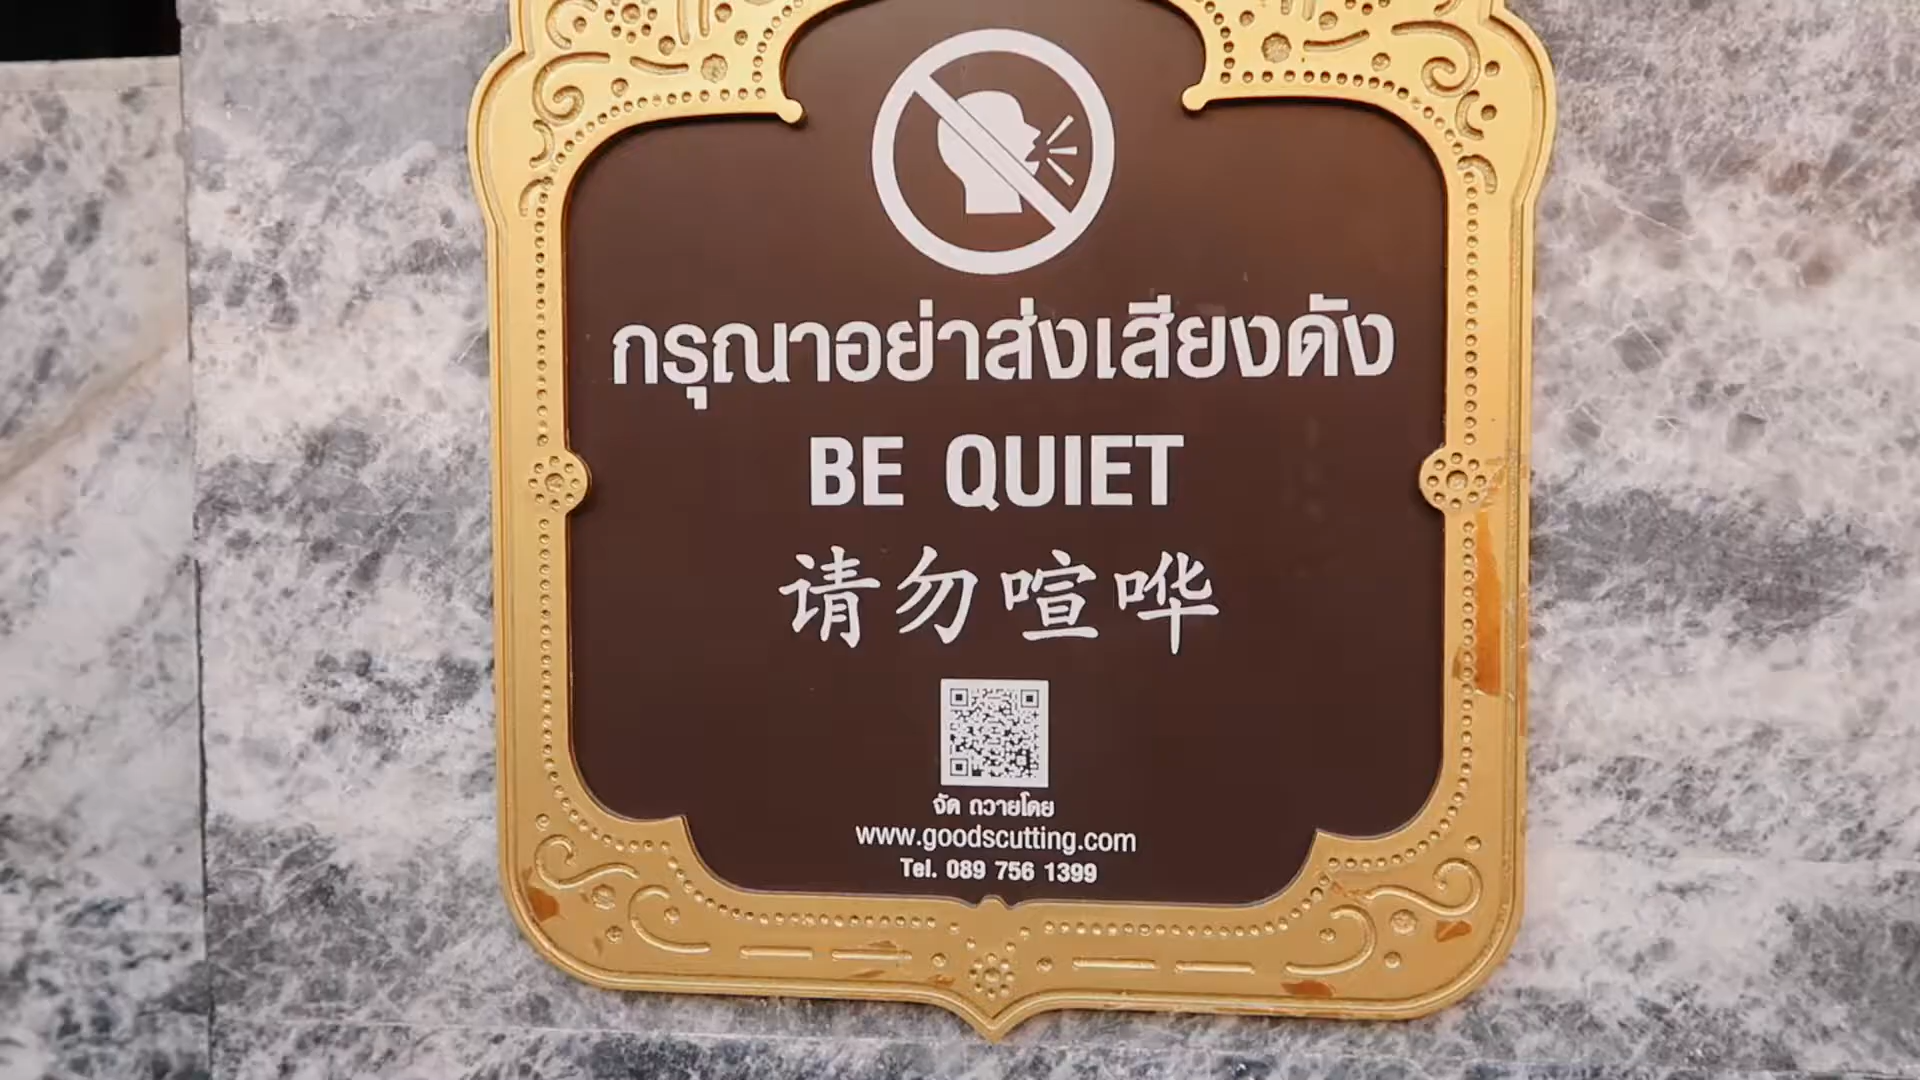 กรุณาอย่าส่งเสียงดัง
BE QUIET
请勿喧哗
จัด ถวายโดย
www.goodscutting.com
Tel. 089 756 1399